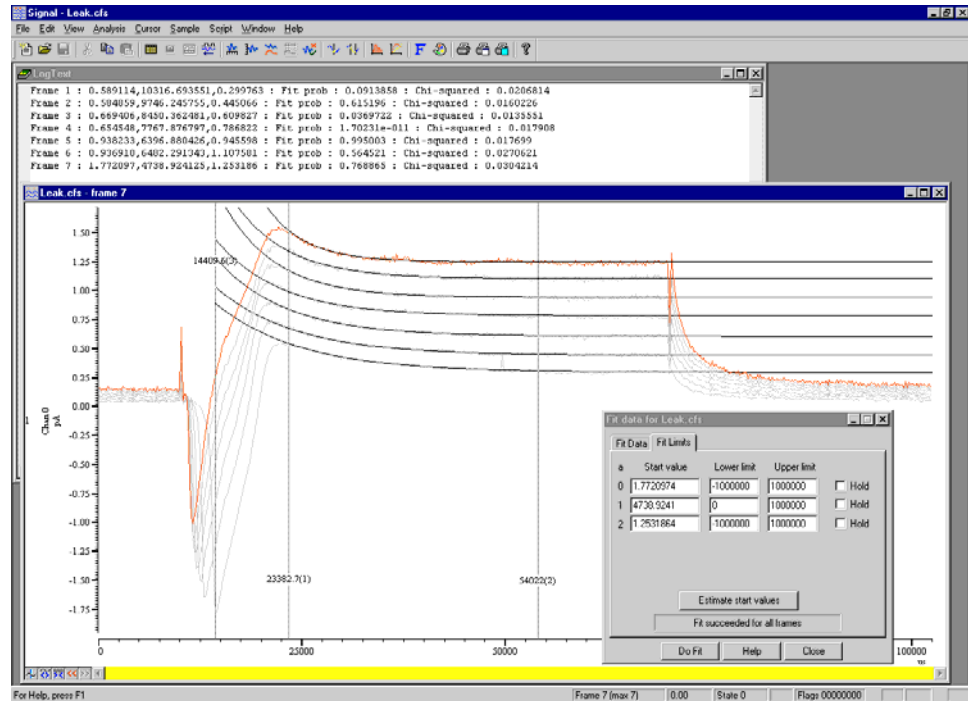 Signal - Leak.cfs
File Edit View Analysis Cursor Sample Script Window Help
LogText
Frame 1 : 0.589114,10316.693551,0.299763 : Fit prob : 0.0913858 : Chi-squared : 0.0206814
Frame 2 : 0.584859,9746.245755,0.445066 : Fit prob : 0.615196 : Chi-squared : 0.0160226
Frame 3 : 0.669406,8450.362481,0.609827 : Fit prob : 0.0369722 : Chi-squared : 0.0135551
Frame 4 : 0.654548,7767.876797,0.786822 : Fit prob : 1.70231e-011 : Chi-squared : 0.017908
Frame 5 : 0.938233,6396.880426,0.945598 : Fit prob : 0.995003 : Chi-squared : 0.017699
Frame 6 : 0.936910,6482.291343,1.107581 : Fit prob : 0.564521 : Chi-squared : 0.0270621
Frame 7 : 1.772097,4738.924125,1.253186 : Fit prob : 0.768865 : Chi-squared : 0.0304214
Leak.cfs - frame 7
1.50
1.25
1.00
0.75
0.50
0.25
0.00
-0.25
-0.50
-0.75
-1.00
-1.25
-1.50
-1.75
Chan 0
pA
1
14409.6(3)
23382.7(1)
54022(2)
0
25000
50000
100000
ms
Fit data for Leak.cfs
Fit Data Fit Limits
a Start value Lower limit Upper limit
0 1.7720974 -1000000 1000000 Hold
1 4738.9241 0 1000000 Hold
2 1.2531864 -1000000 1000000 Hold
Estimate start values
Fit succeeded for all frames
Do Fit Help Close
For Help, press F1
Frame 7 (max 7) 0.00 State 0 Flags 00000000